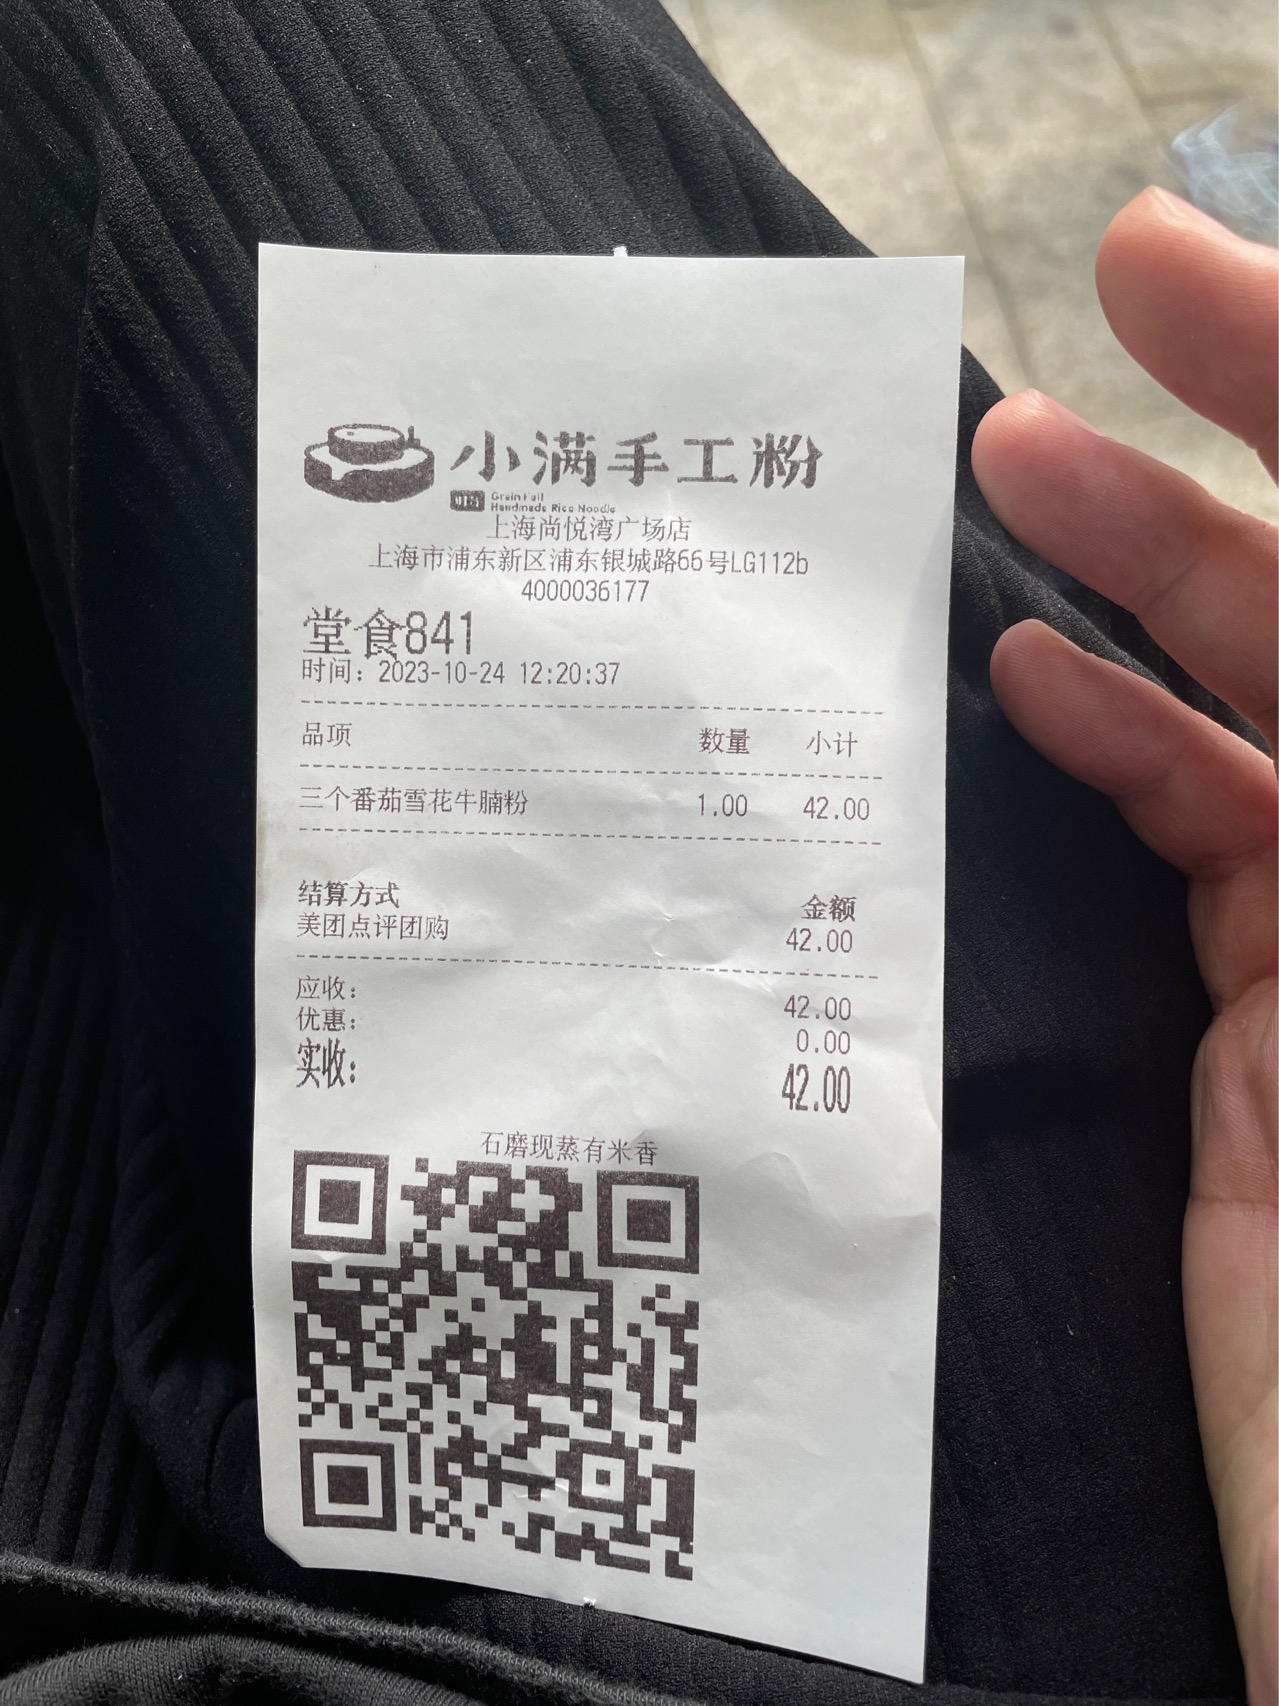 小满手工粉
Grain Full
Handmade Rice Noodle
上海尚悦湾广场店
上海市浦东新区浦东银城路66号LG112b
4000036177
堂食841
时间：2023-10-24 12:20:37
品项 数量 小计
三个番茄雪花牛腩粉 1.00 42.00
结算方式 金额
美团点评团购 42.00
应收： 42.00
优惠： 0.00
实收： 42.00
石磨现蒸有米香